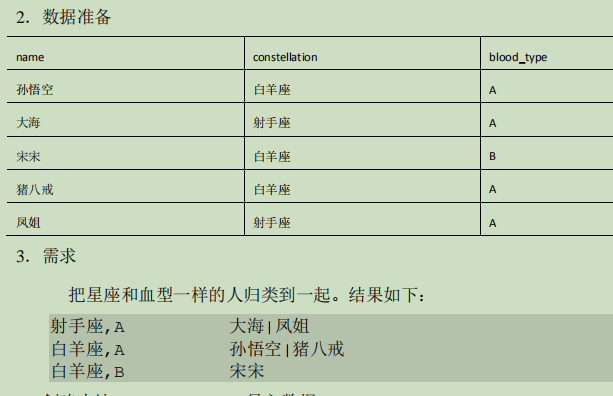 2. 数据准备
name constellation blood_type
孙悟空 白羊座 A
大海 射手座 A
宋宋 白羊座 B
猪八戒 白羊座 A
凤姐 射手座 A
3. 需求
把星座和血型一样的人归类到一起。结果如下：
射手座,A 大海|凤姐
白羊座,A 孙悟空|猪八戒
白羊座,B 宋宋